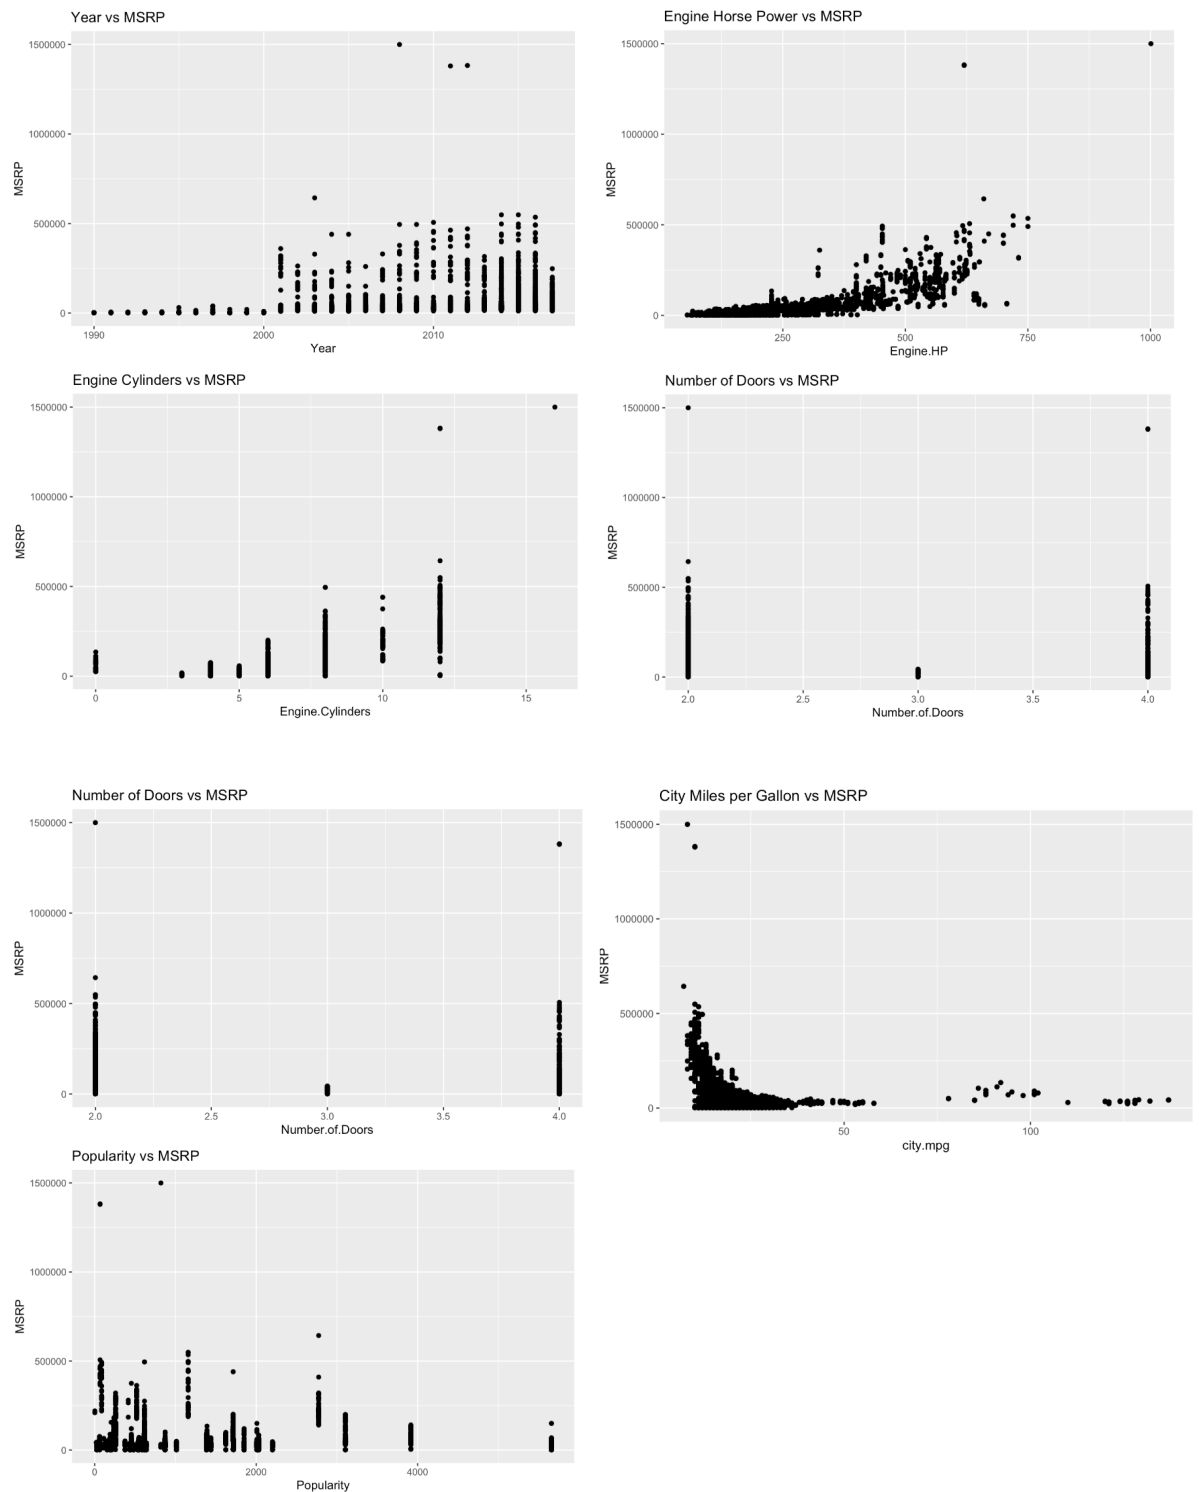 Year vs MSRP
1500000
1000000
500000
0
MSRP
1990
2000
2010
Year
Engine Horse Power vs MSRP
1500000
1000000
500000
0
MSRP
250
500
750
1000
Engine.HP
Engine Cylinders vs MSRP
1500000
1000000
500000
0
MSRP
0
5
10
15
Engine.Cylinders
Number of Doors vs MSRP
1500000
1000000
500000
0
MSRP
2.0
2.5
3.0
3.5
4.0
Number.of.Doors
Number of Doors vs MSRP
1500000
1000000
500000
0
MSRP
2.0
2.5
3.0
3.5
4.0
Number.of.Doors
City Miles per Gallon vs MSRP
1500000
1000000
500000
0
MSRP
50
100
city.mpg
Popularity vs MSRP
1500000
1000000
500000
0
MSRP
0
2000
4000
Popularity